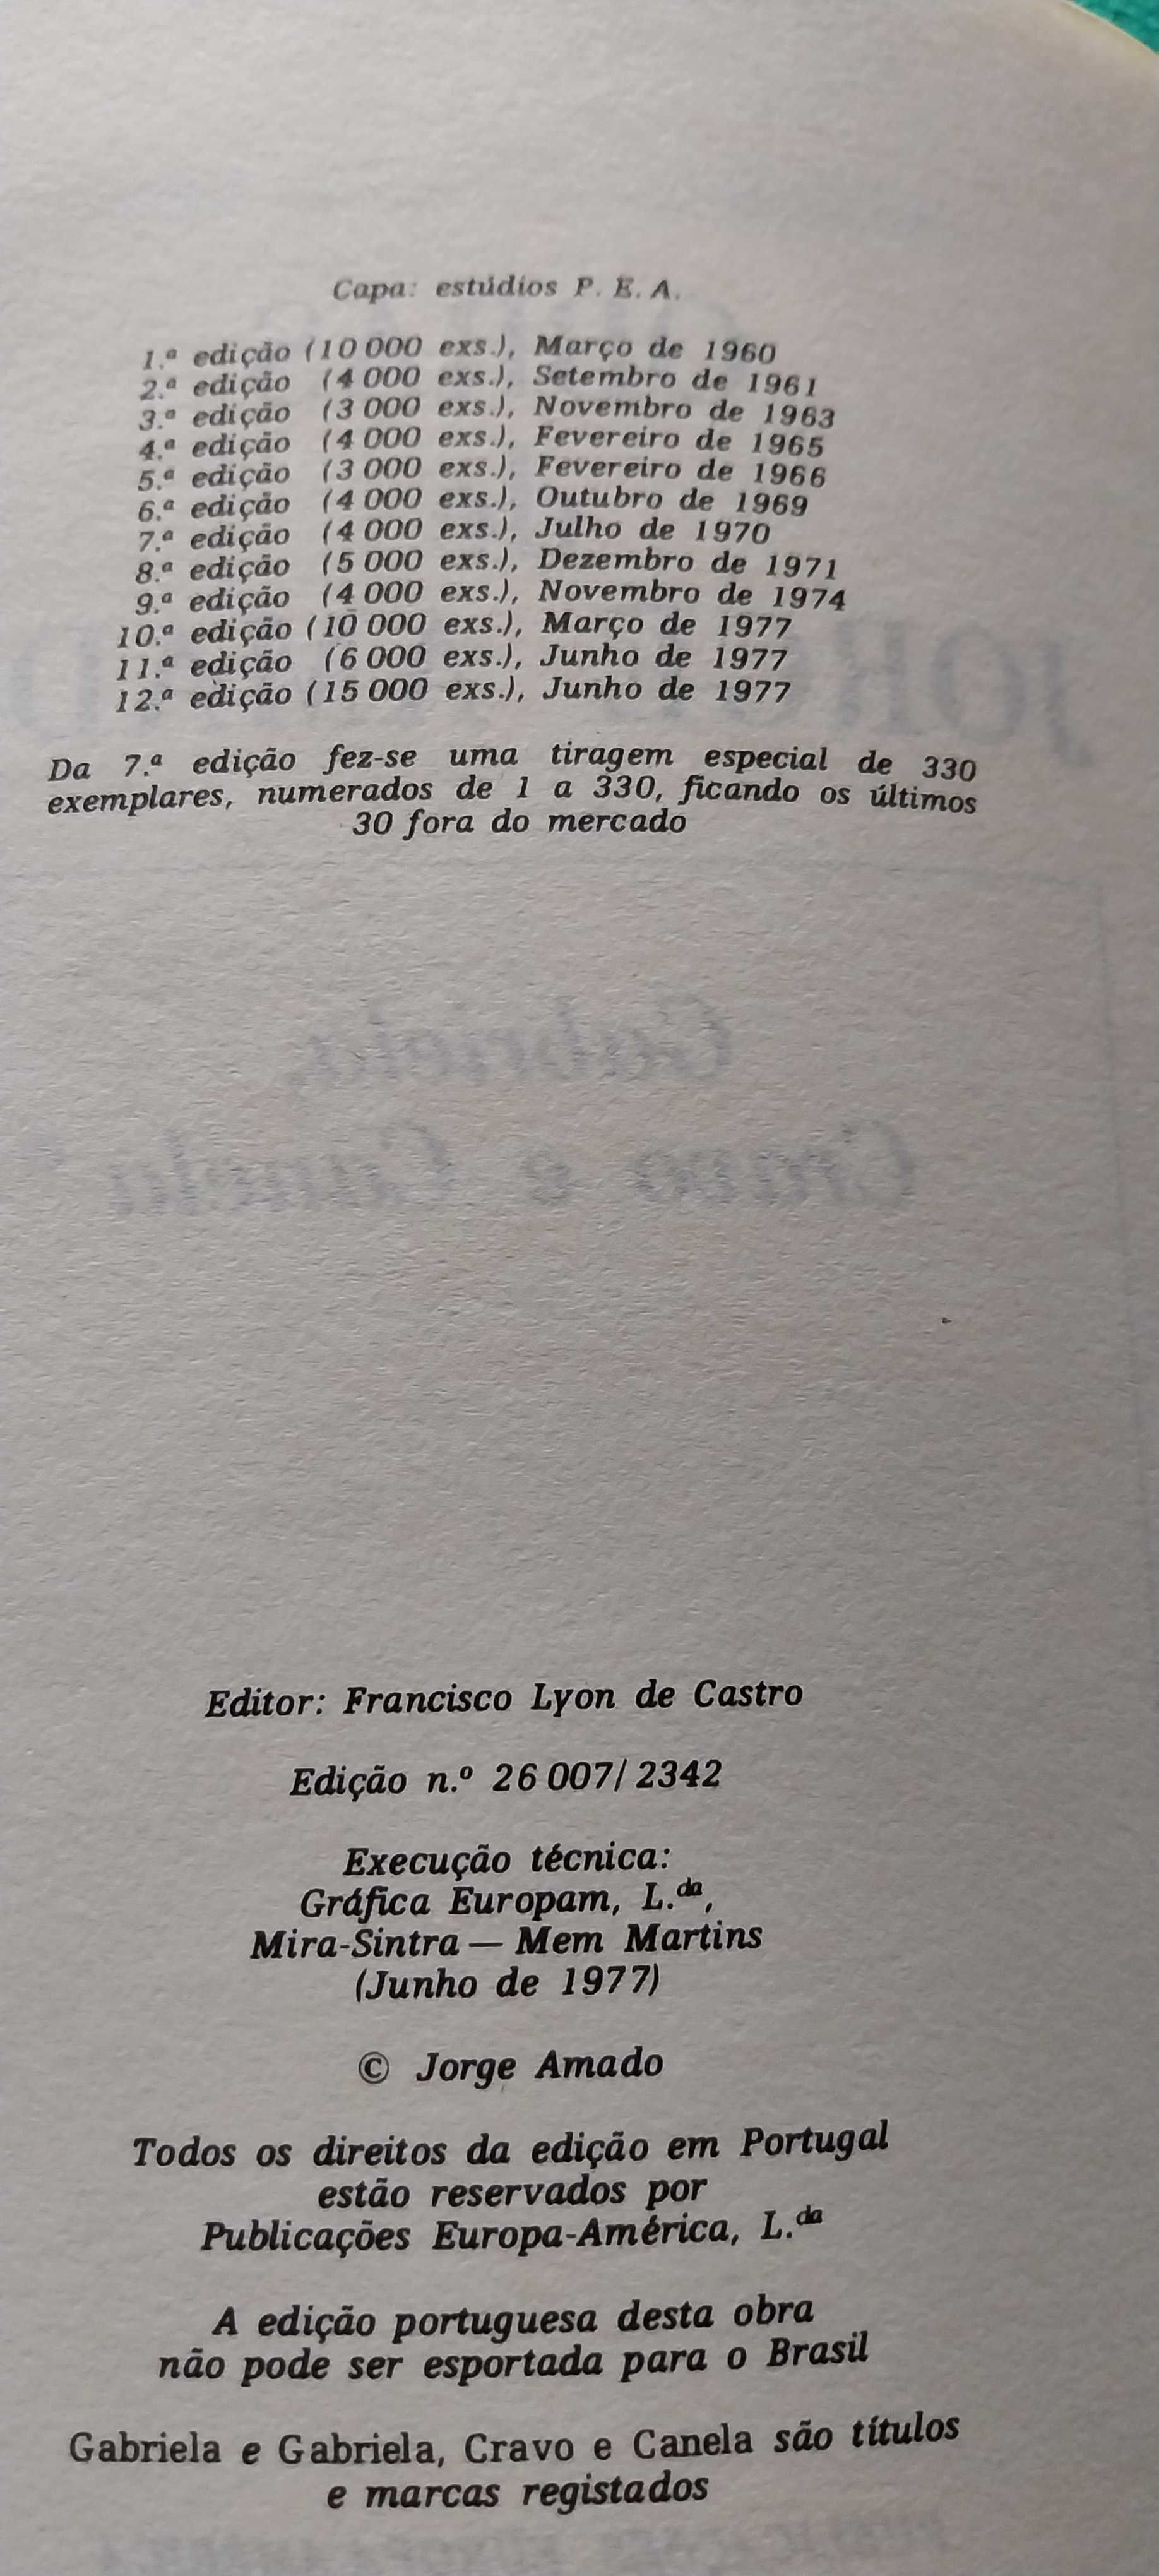 Capa: estúdios P. E. A.
1.ª edição (10 000 exs.), Março de 1960
2.ª edição (4 000 exs.), Setembro de 1961
3.ª edição (3 000 exs.), Novembro de 1963
4.ª edição (4 000 exs.), Fevereiro de 1965
5.ª edição (3 000 exs.), Fevereiro de 1966
6.ª edição (4 000 exs.), Outubro de 1969
7.ª edição (4 000 exs.), Julho de 1970
8.ª edição (5 000 exs.), Dezembro de 1971
9.ª edição (4 000 exs.), Novembro de 1974
10.ª edição (10 000 exs.), Março de 1977
11.ª edição (6 000 exs.), Junho de 1977
12.ª edição (15 000 exs.), Junho de 1977
Da 7.ª edição fez-se uma tiragem especial de 330
exemplares, numerados de 1 a 330, ficando os últimos
30 fora do mercado
Gabriela,
Cravo e Canela
Editor: Francisco Lyon de Castro
Edição n.º 26 007/2342
Execução técnica:
Gráfica Europam, L.da,
Mira-Sintra — Mem Martins
(Junho de 1977)
© Jorge Amado
Todos os direitos da edição em Portugal
estão reservados por
Publicações Europa-América, L.da
A edição portuguesa desta obra
não pode ser esportada para o Brasil
Gabriela e Gabriela, Cravo e Canela são títulos
e marcas registados